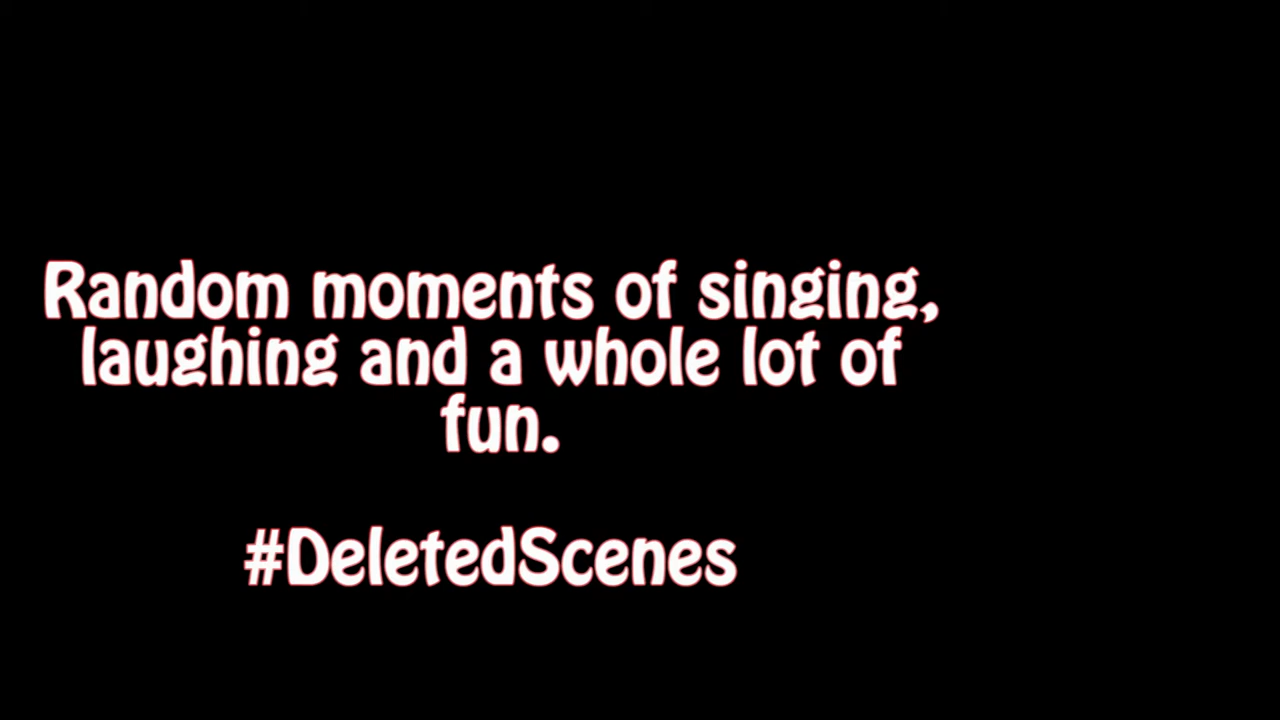 Random moments of singing,
laughing and a whole lot of
fun.
#DeletedScenes